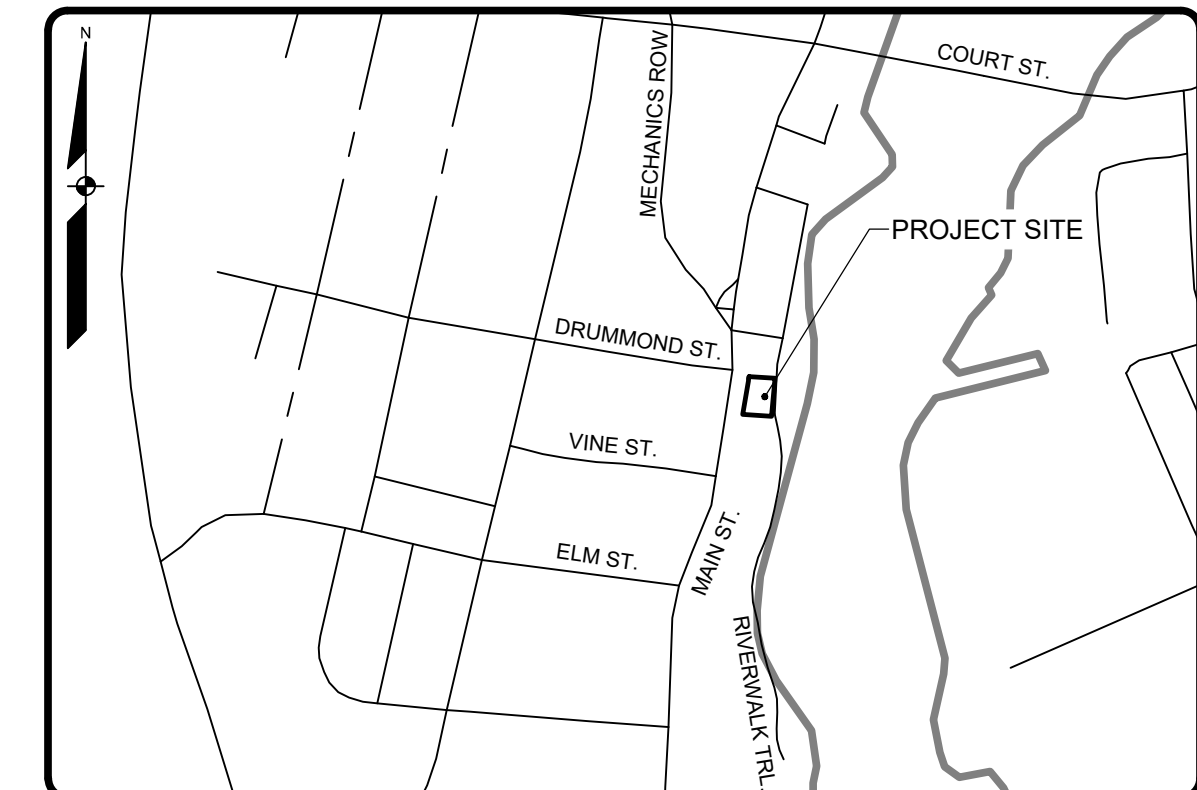 N
COURT ST.
MECHANICS ROW
PROJECT SITE
DRUMMOND ST.
VINE ST.
MAIN ST.
ELM ST.
RIVERWALK TRL.